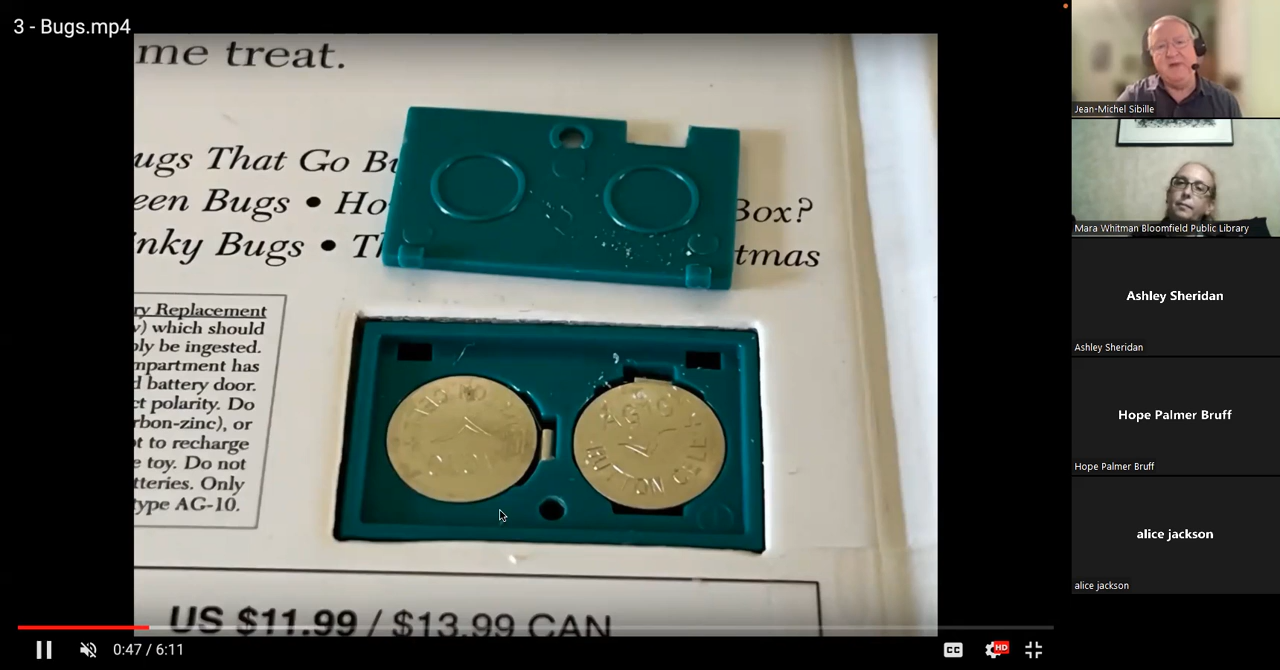 3 - Bugs.mp4
me treat.
ugs That Go Bu
een Bugs • Ho Box?
inky Bugs • Th tmas
ry Replacement
v) which should
bly be ingested.
mpartment has
d battery door.
ct polarity. Do
rbon-zinc), or
ot to recharge
e toy. Do not
tteries. Only
type AG-10.
AG10
BUTTON CELL
US $11.99 / $13.99 CAN
0:47 / 6:11
CC
HD
Jean-Michel Sibille
Mara Whitman Bloomfield Public Library
Ashley Sheridan
Ashley Sheridan
Hope Palmer Bruff
Hope Palmer Bruff
alice jackson
alice jackson